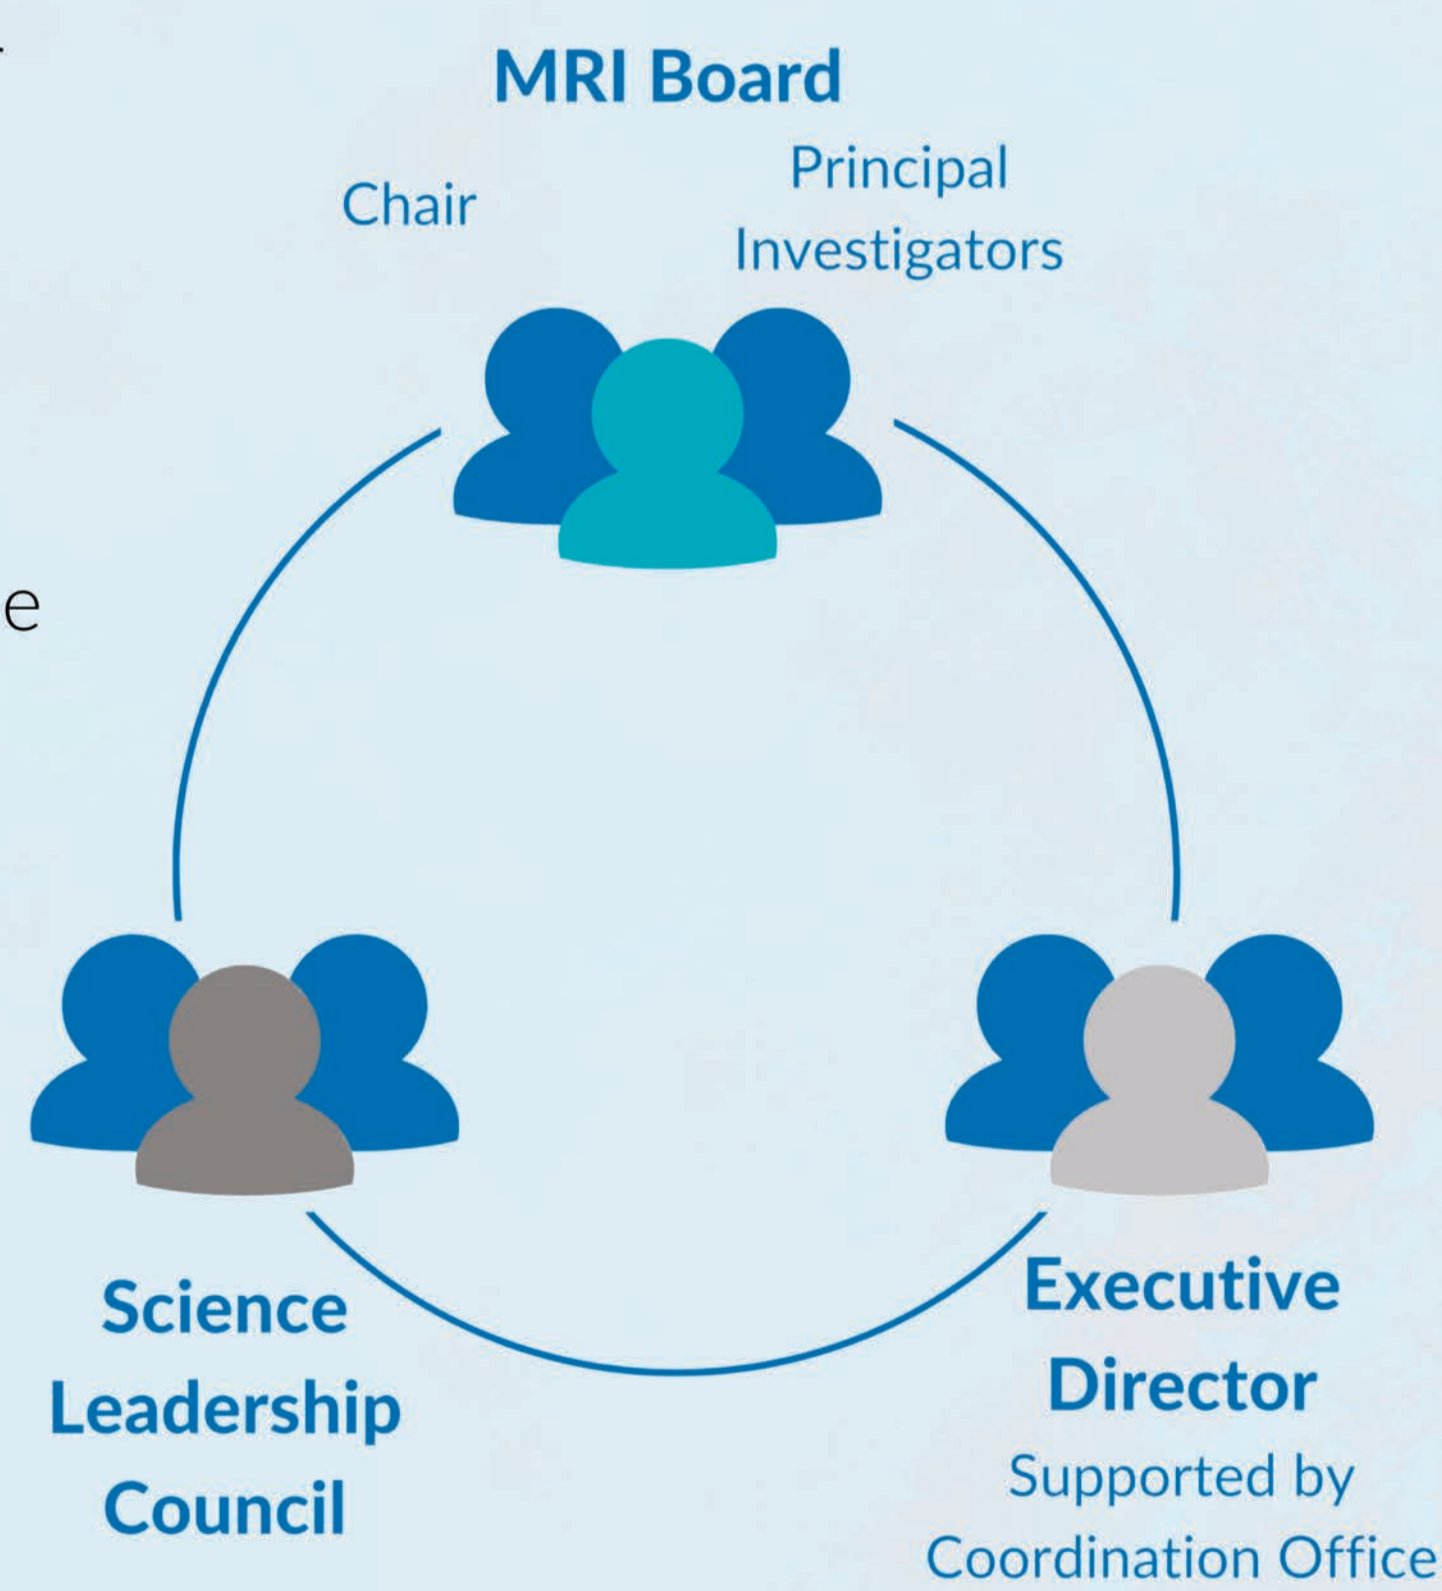 MRI Board
Chair
Principal
Investigators
e
Science
Leadership
Council
Executive
Director
Supported by
Coordination Office